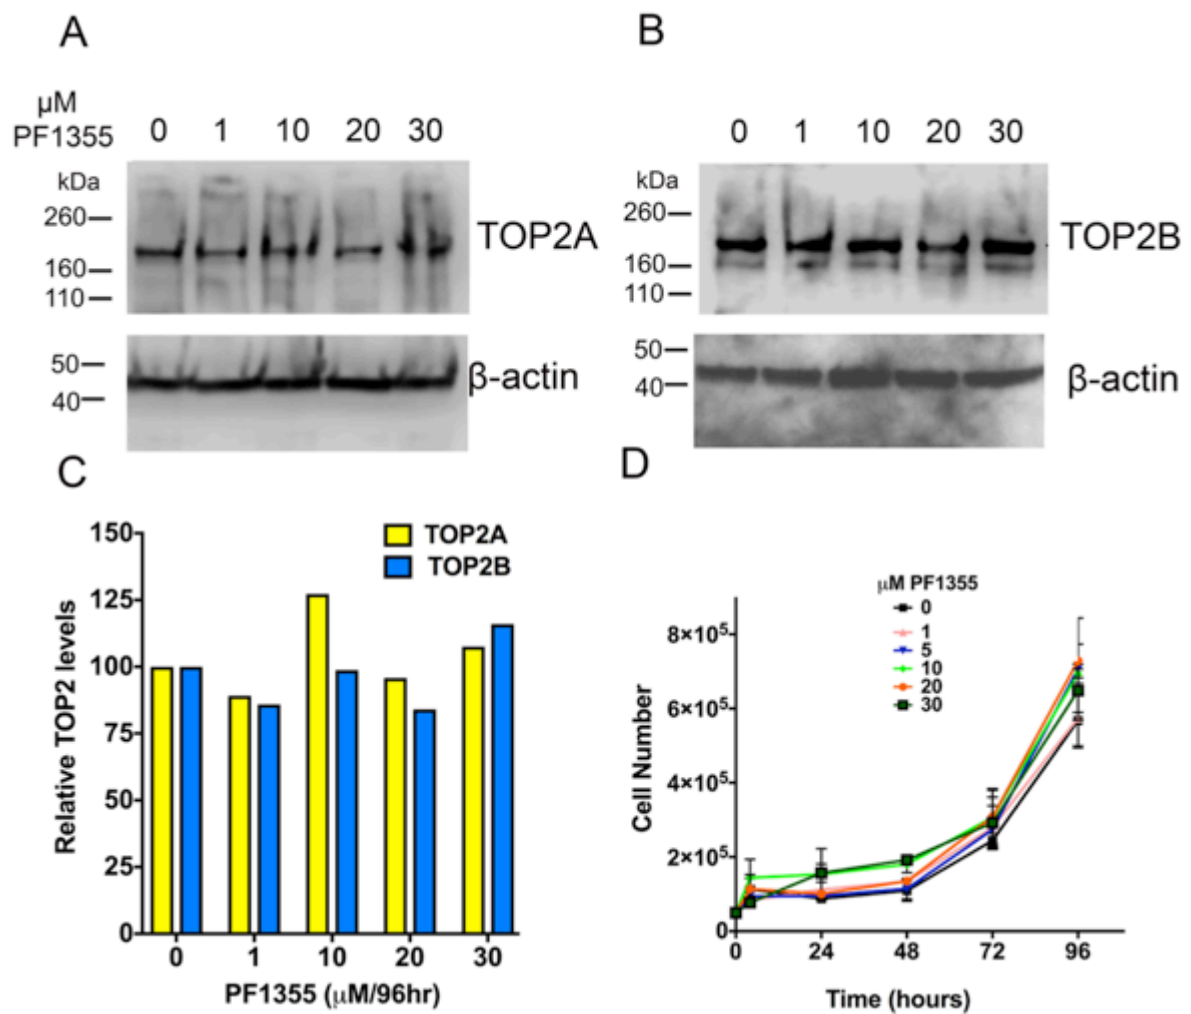 A
μM
PF1355 0 1 10 20 30
kDa
260
160
110
TOP2A
50
40
β-actin
B
0 1 10 20 30
kDa
260
160
110
TOP2B
50
40
β-actin
C
150
125
100
75
50
25
0
Relative TOP2 levels
TOP2A
TOP2B
0 1 10 20 30
PF1355 (μM/96hr)
D
μM PF1355
0
1
5
10
20
30
8×10⁵
6×10⁵
4×10⁵
2×10⁵
0
Cell Number
0 24 48 72 96
Time (hours)